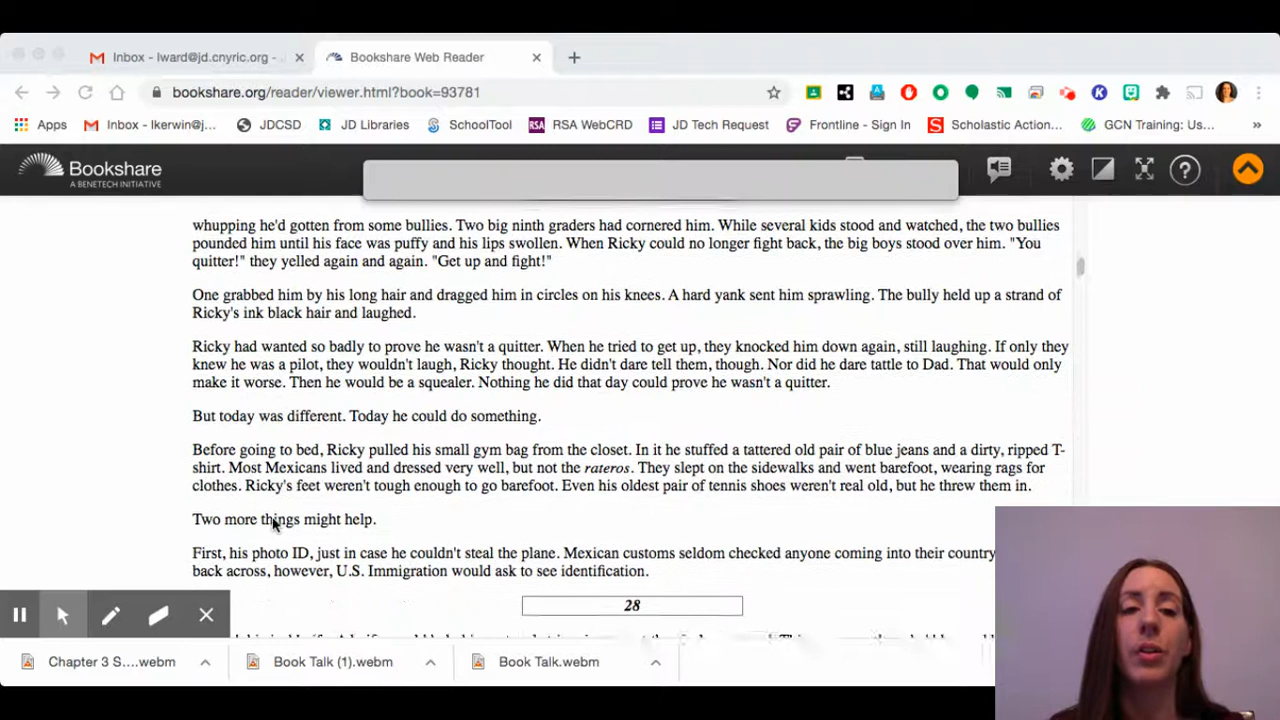 Inbox - lward@jd.cnyric.org -
Bookshare Web Reader
bookshare.org/reader/viewer.html?book=93781
Apps
Inbox - lkerwin@j...
JDCSD
JD Libraries
SchoolTool
RSA
RSA WebCRD
JD Tech Request
Frontline - Sign In
Scholastic Action...
GCN Training: Us...
»
Bookshare
A BENETECH INITIATIVE
whupping he'd gotten from some bullies. Two big ninth graders had cornered him. While several kids stood and watched, the two bullies
pounded him until his face was puffy and his lips swollen. When Ricky could no longer fight back, the big boys stood over him. "You
quitter!" they yelled again and again. "Get up and fight!"
One grabbed him by his long hair and dragged him in circles on his knees. A hard yank sent him sprawling. The bully held up a strand of
Ricky's ink black hair and laughed.
Ricky had wanted so badly to prove he wasn't a quitter. When he tried to get up, they knocked him down again, still laughing. If only they
knew he was a pilot, they wouldn't laugh, Ricky thought. He didn't dare tell them, though. Nor did he dare tattle to Dad. That would only
make it worse. Then he would be a squealer. Nothing he did that day could prove he wasn't a quitter.
But today was different. Today he could do something.
Before going to bed, Ricky pulled his small gym bag from the closet. In it he stuffed a tattered old pair of blue jeans and a dirty, ripped T-
shirt. Most Mexicans lived and dressed very well, but not the rateros. They slept on the sidewalks and went barefoot, wearing rags for
clothes. Ricky's feet weren't tough enough to go barefoot. Even his oldest pair of tennis shoes weren't real old, but he threw them in.
Two more things might help.
First, his photo ID, just in case he couldn't steal the plane. Mexican customs seldom checked anyone coming into their country
back across, however, U.S. Immigration would ask to see identification.
28
Chapter 3 S....webm
Book Talk (1).webm
Book Talk.webm